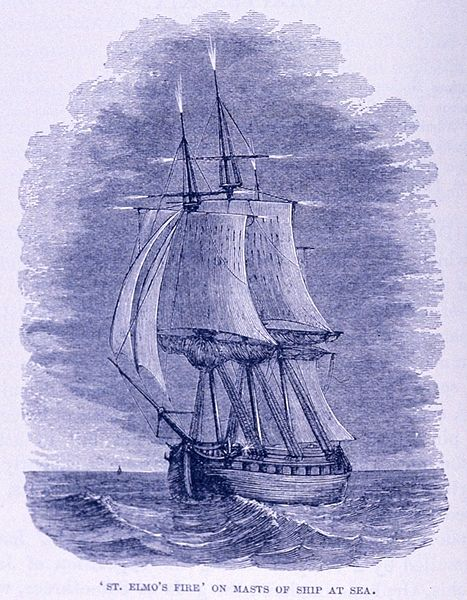 'ST. ELMO'S FIRE' ON MASTS OF SHIP AT SEA.